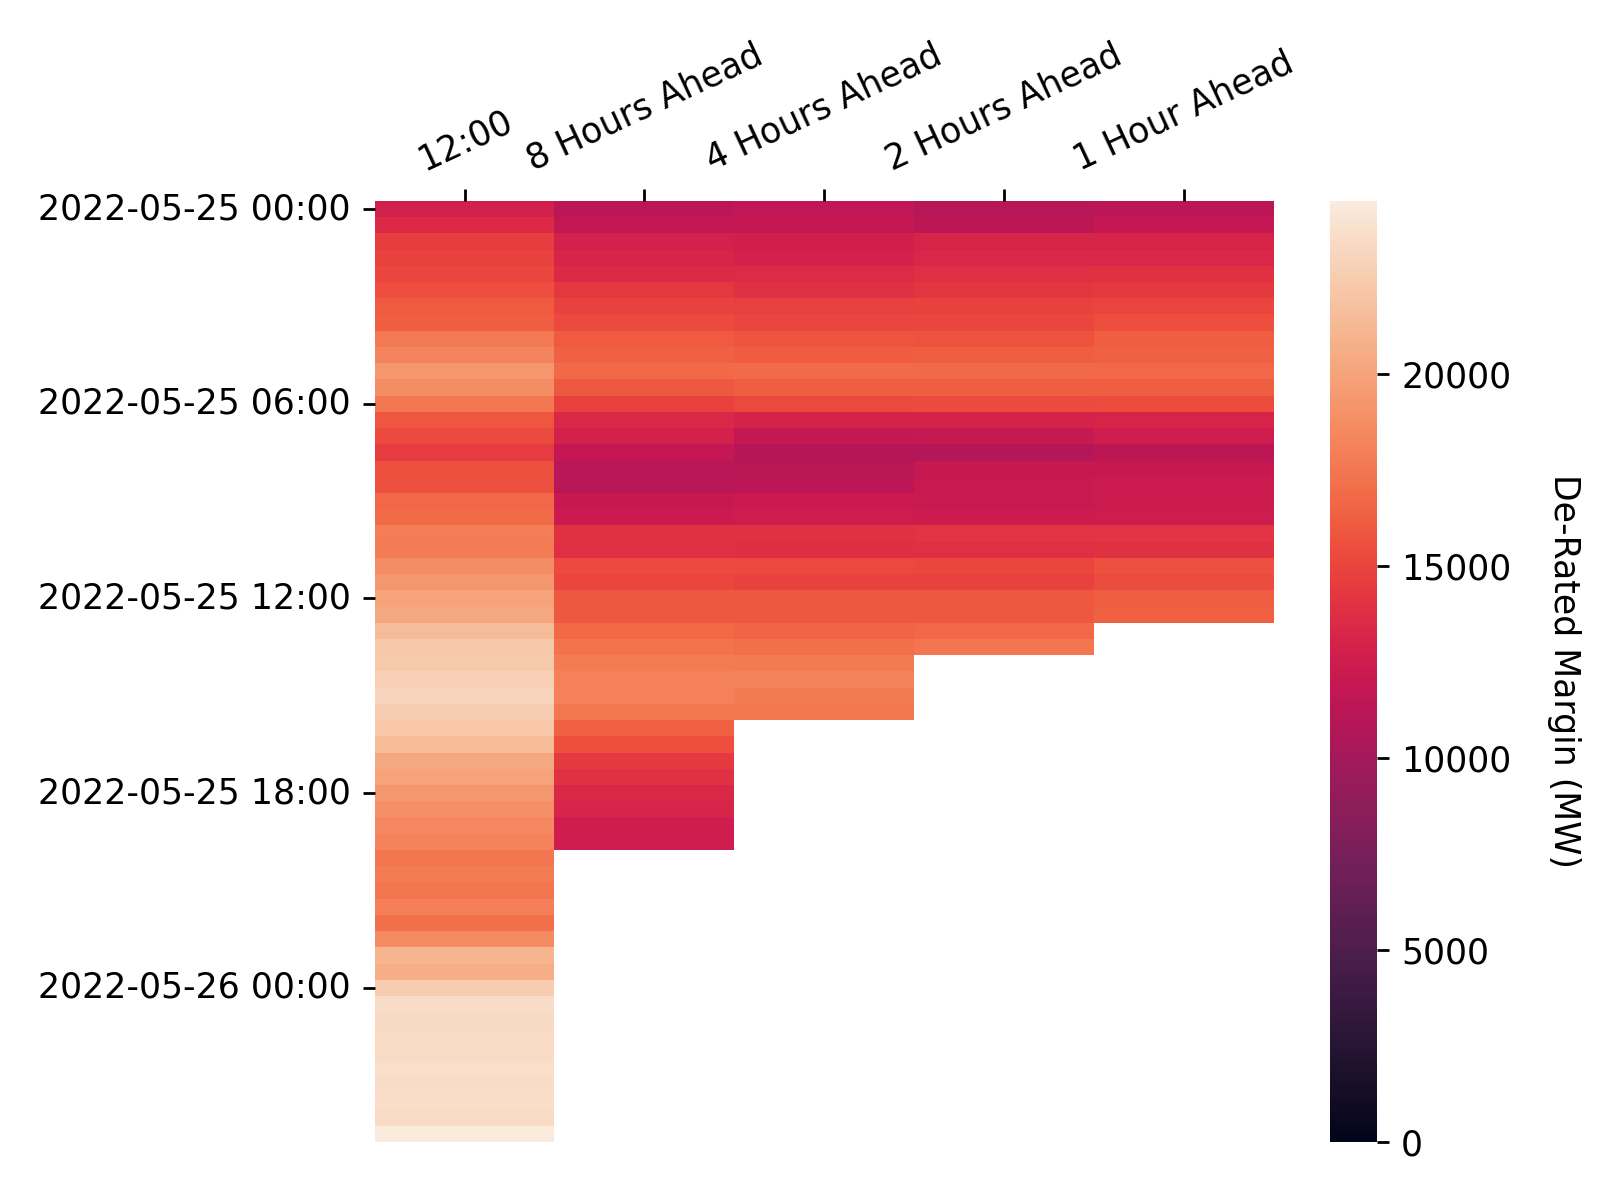 12:00
8 Hours Ahead
4 Hours Ahead
2 Hours Ahead
1 Hour Ahead
2022-05-25 00:00
2022-05-25 06:00
2022-05-25 12:00
2022-05-25 18:00
2022-05-26 00:00
20000
15000
10000
5000
0
De-Rated Margin (MW)